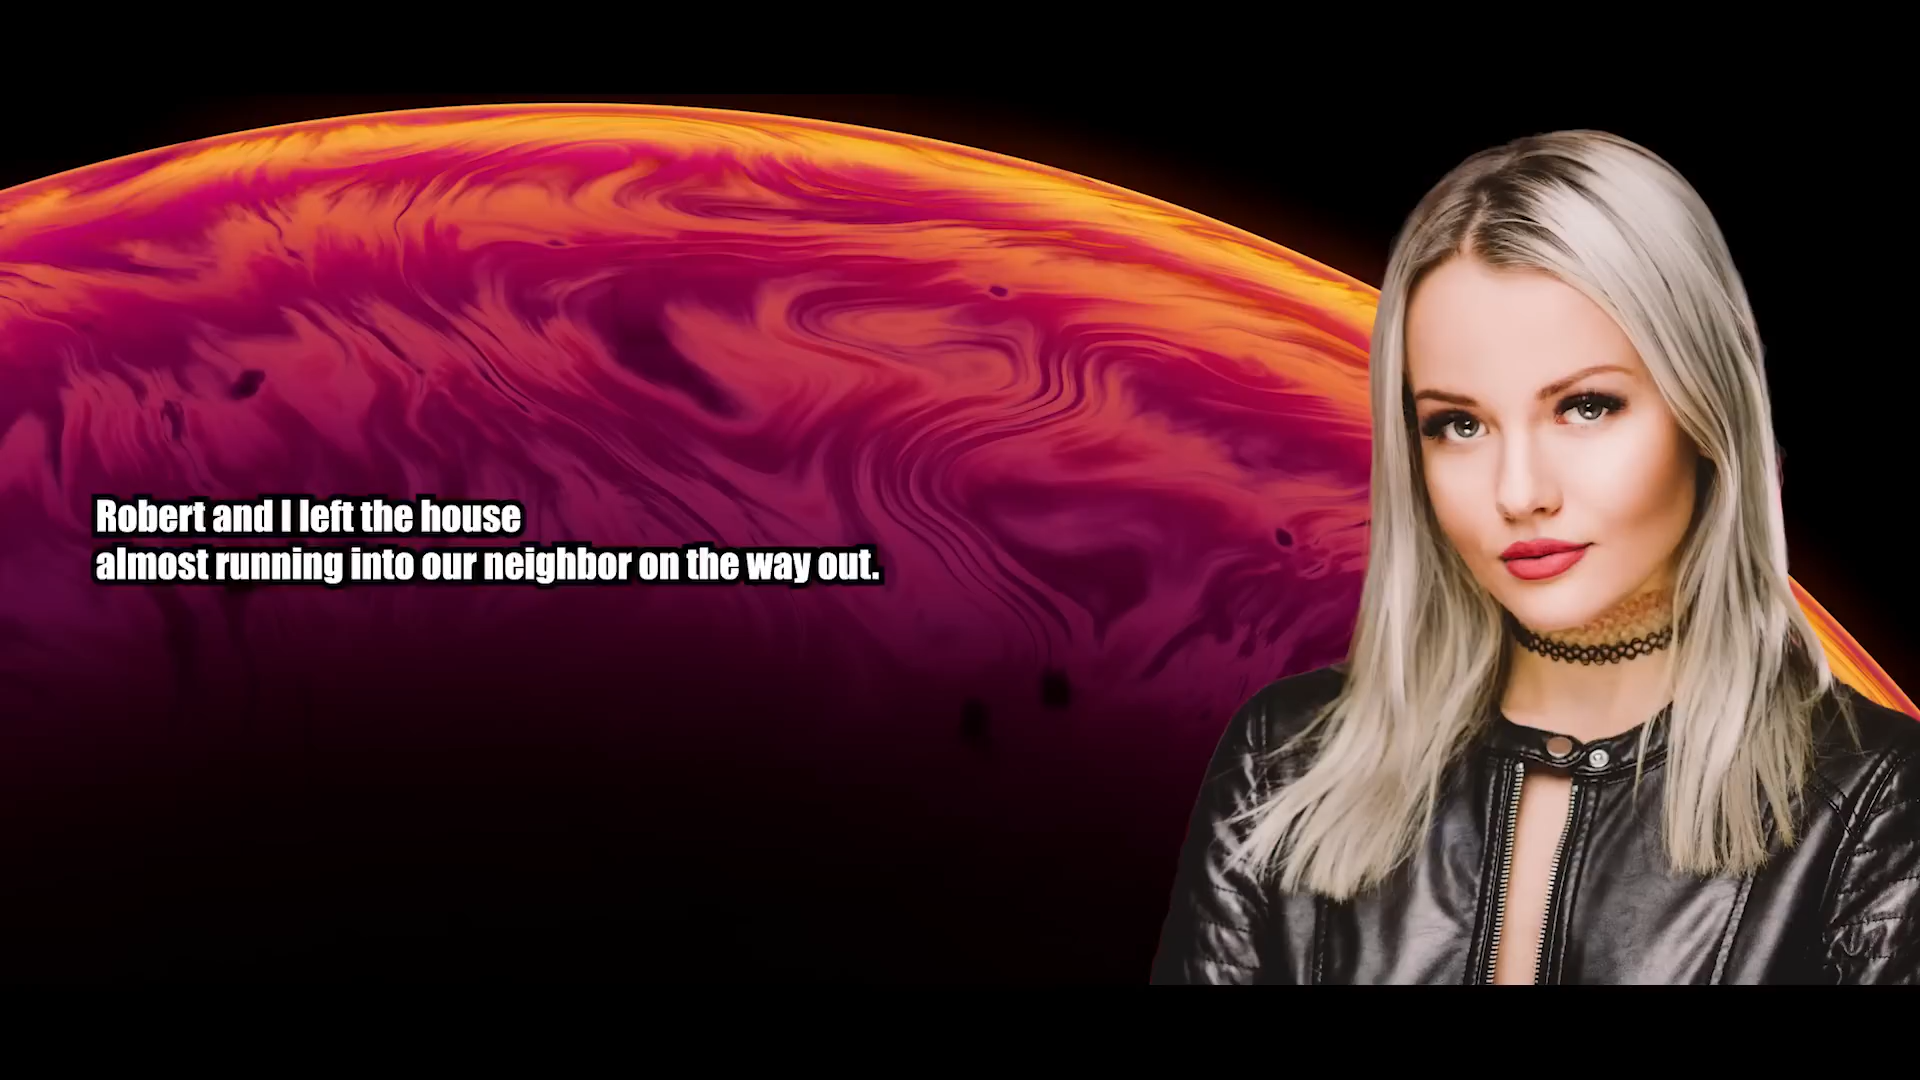 Robert and I left the house
almost running into our neighbor on the way out.